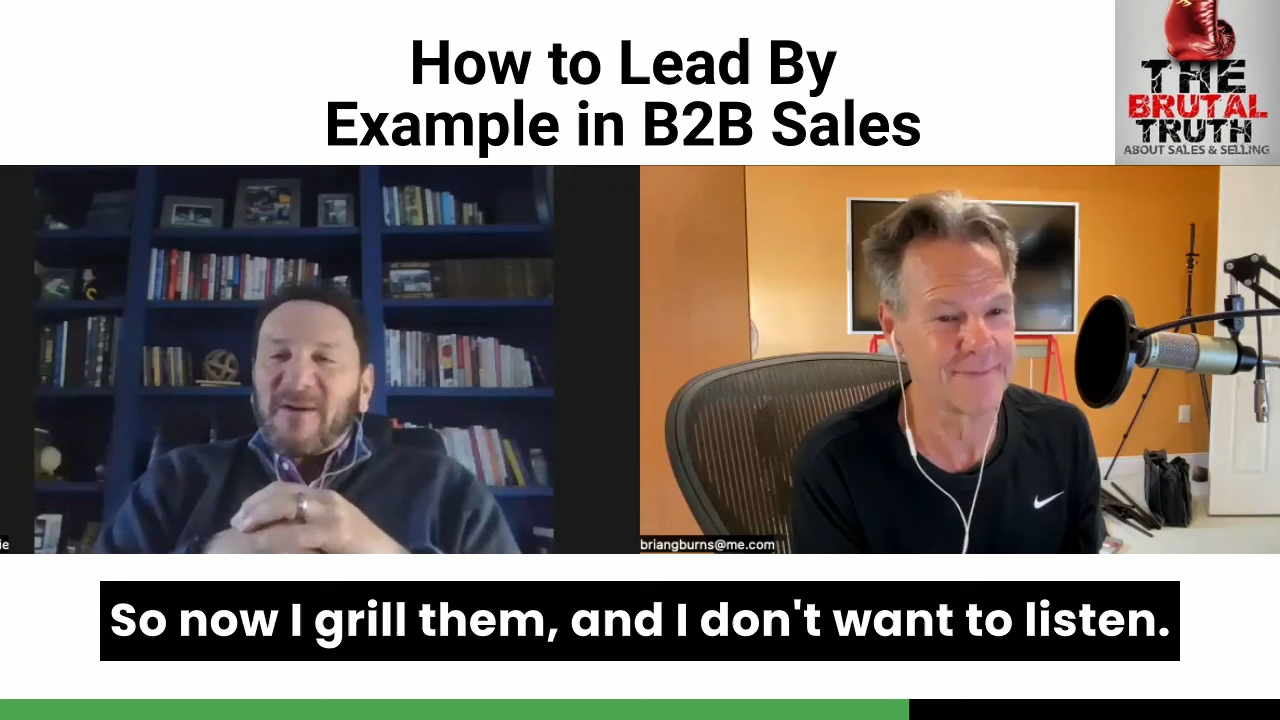 How to Lead By
Example in B2B Sales
THE
BRUTAL
TRUTH
ABOUT SALES & SELLING
ie
briangburns@me.com
So now I grill them, and I don't want to listen.